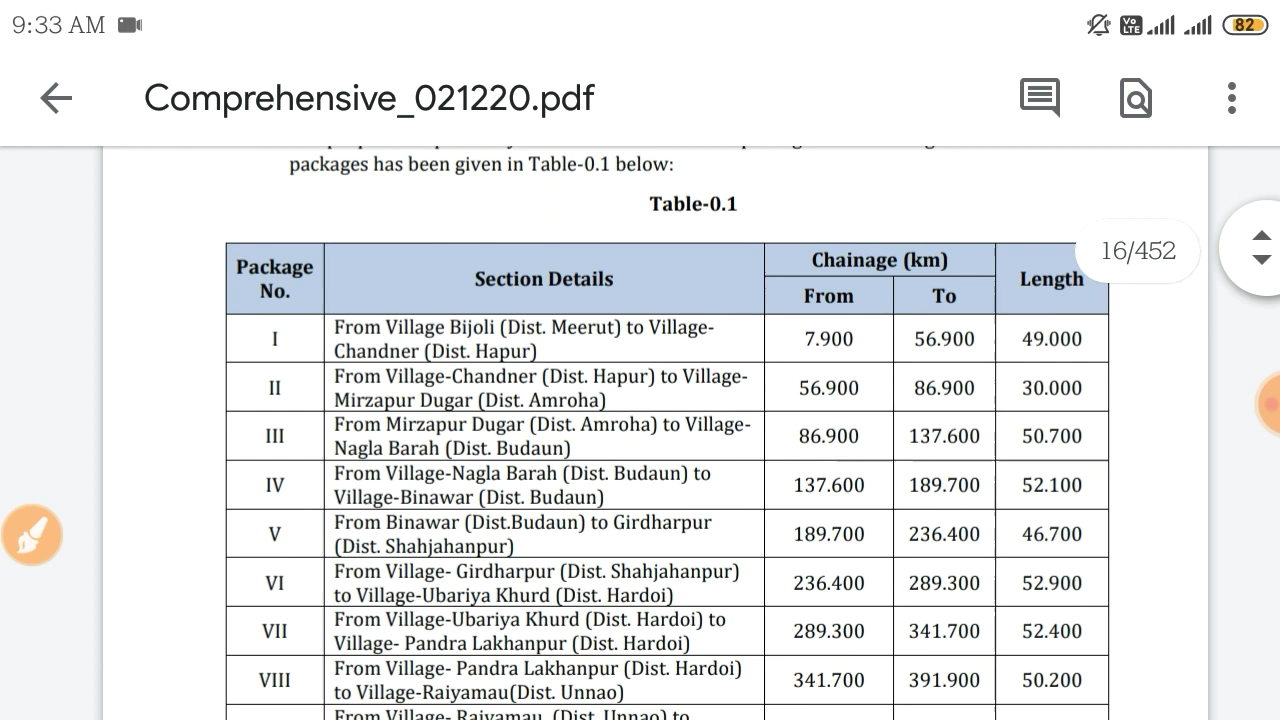 9:33 AM
Vo LTE 82
Comprehensive_021220.pdf
packages has been given in Table-0.1 below:
Table-0.1
16/452
Package No. Section Details Chainage (km) Length
From To
I From Village Bijoli (Dist. Meerut) to Village- 7.900 56.900 49.000
Chandner (Dist. Hapur)
II From Village-Chandner (Dist. Hapur) to Village- 56.900 86.900 30.000
Mirzapur Dugar (Dist. Amroha)
III From Mirzapur Dugar (Dist. Amroha) to Village- 86.900 137.600 50.700
Nagla Barah (Dist. Budaun)
IV From Village-Nagla Barah (Dist. Budaun) to 137.600 189.700 52.100
Village-Binawar (Dist. Budaun)
V From Binawar (Dist.Budaun) to Girdharpur 189.700 236.400 46.700
(Dist. Shahjahanpur)
VI From Village- Girdharpur (Dist. Shahjahanpur) 236.400 289.300 52.900
to Village-Ubariya Khurd (Dist. Hardoi)
VII From Village-Ubariya Khurd (Dist. Hardoi) to 289.300 341.700 52.400
Village- Pandra Lakhanpur (Dist. Hardoi)
VIII From Village- Pandra Lakhanpur (Dist. Hardoi) 341.700 391.900 50.200
to Village-Raiyamau(Dist. Unnao)
From Village- Raiyamau (Dist. Unnao) to